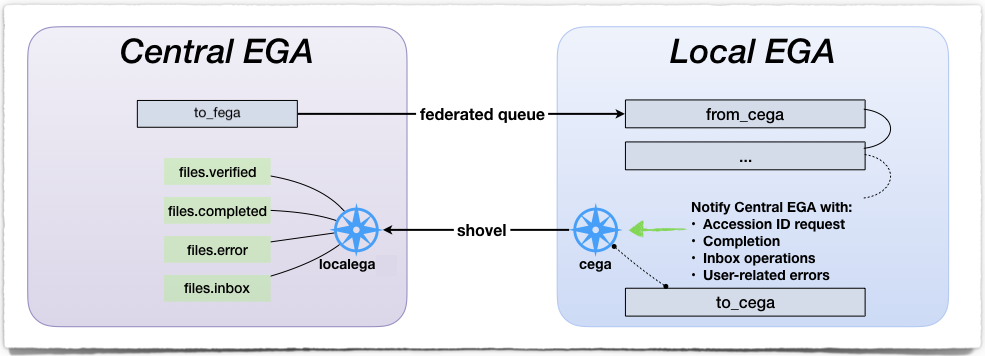 Central EGA
Local EGA
to_fega
federated queue
from_cega
...
files.verified
files.completed
files.error
files.inbox
localega
shovel
cega
Notify Central EGA with:
• Accession ID request
• Completion
• Inbox operations
• User-related errors
to_cega